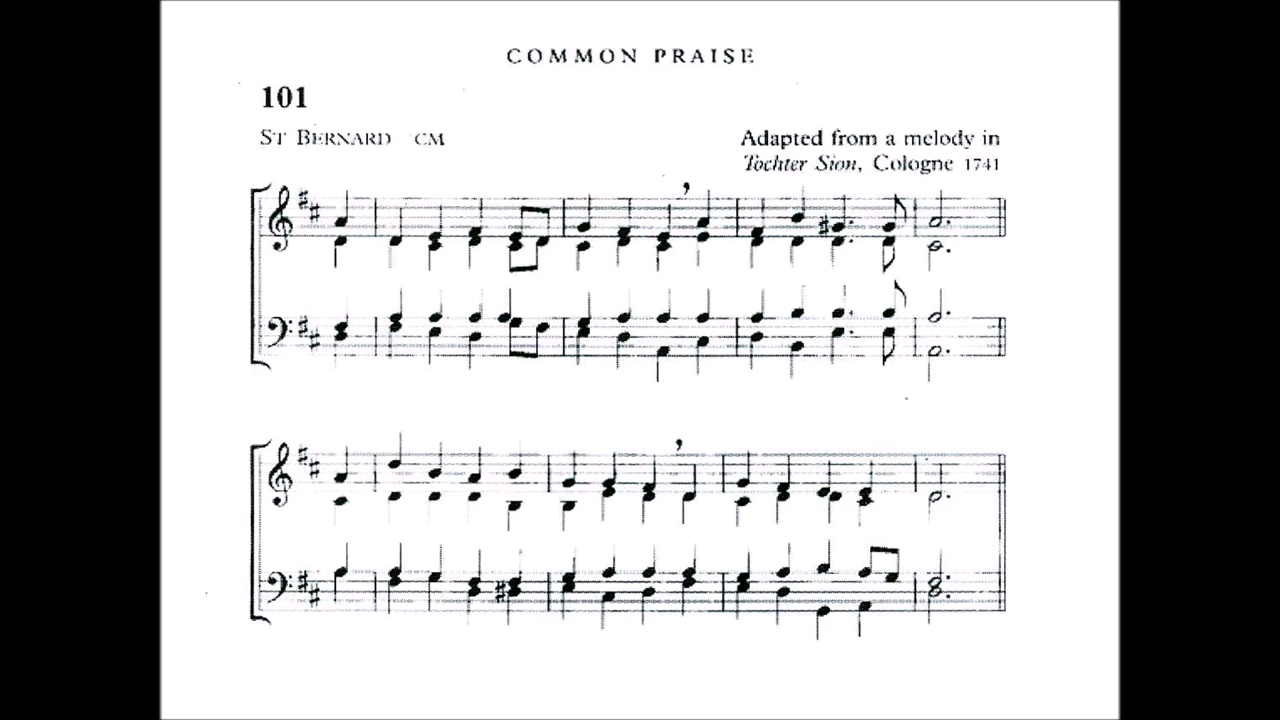 COMMON PRAISE
101
ST BERNARD CM
Adapted from a melody in
Tochter Sion, Cologne 1741